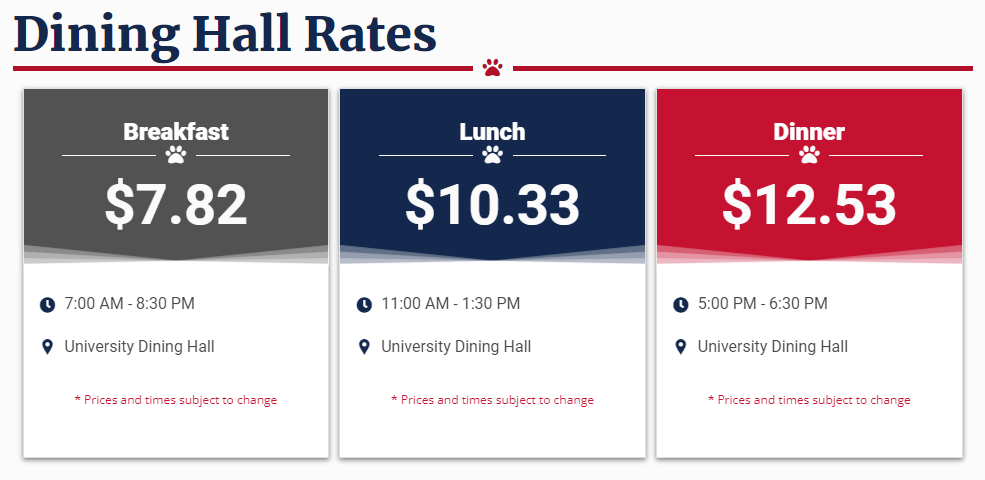 Dining Hall Rates
Breakfast
$7.82
7:00 AM - 8:30 PM
University Dining Hall
* Prices and times subject to change
Lunch
$10.33
11:00 AM - 1:30 PM
University Dining Hall
* Prices and times subject to change
Dinner
$12.53
5:00 PM - 6:30 PM
University Dining Hall
* Prices and times subject to change